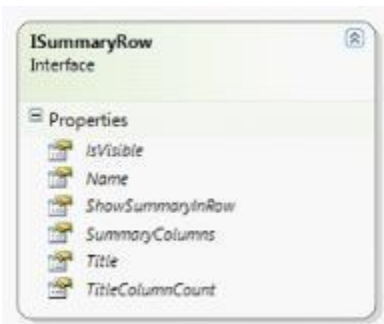 ISummaryRow
Interface
Properties
IsVisible
Name
ShowSummaryInRow
SummaryColumns
Title
TitleColumnCount